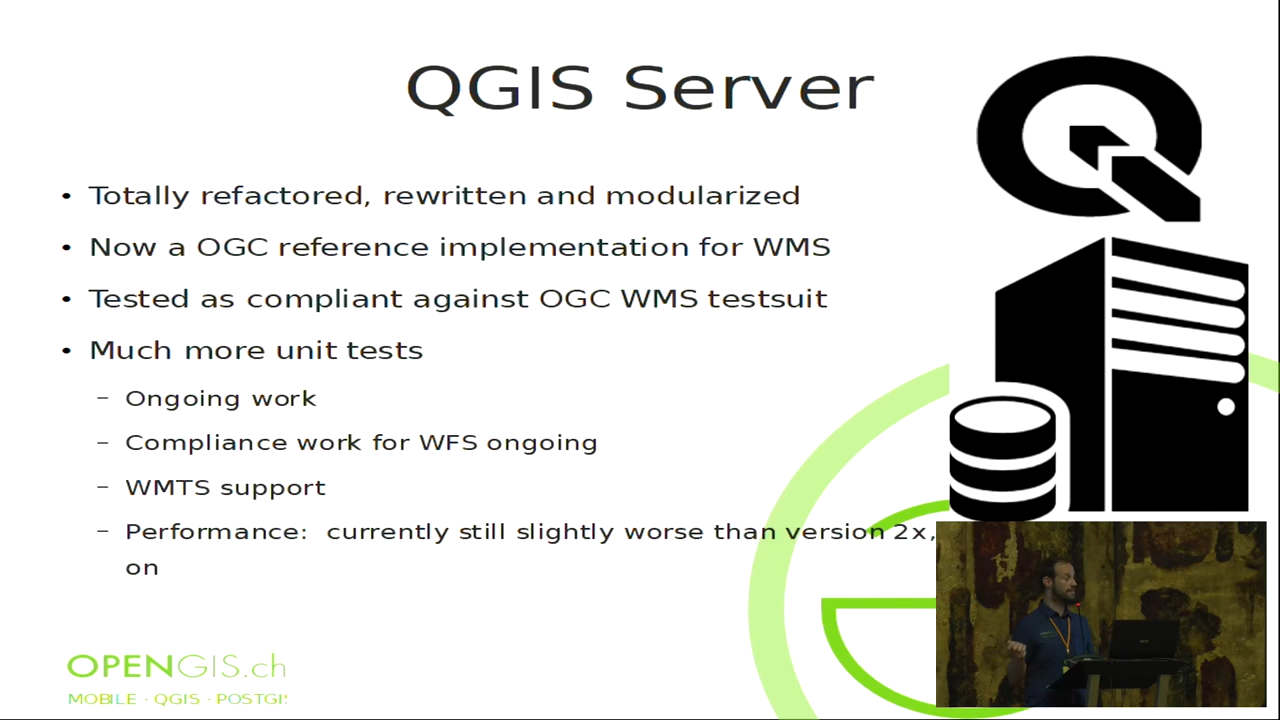 QGIS Server
• Totally refactored, rewritten and modularized
• Now a OGC reference implementation for WMS
• Tested as compliant against OGC WMS testsuit
• Much more unit tests
– Ongoing work
– Compliance work for WFS ongoing
– WMTS support
– Performance: currently still slightly worse than version 2x,
on
OPENGIS.ch
MOBILE · QGIS · POSTGIS